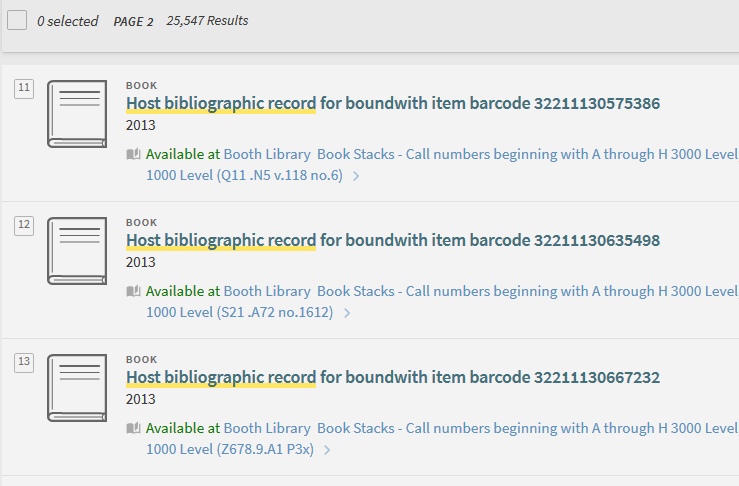 0 selected PAGE 2 25,547 Results
11
BOOK
Host bibliographic record for boundwith item barcode 32211130575386
2013
Available at Booth Library Book Stacks - Call numbers beginning with A through H 3000 Level
1000 Level (Q11 .N5 v.118 no.6)
12
BOOK
Host bibliographic record for boundwith item barcode 32211130635498
2013
Available at Booth Library Book Stacks - Call numbers beginning with A through H 3000 Level
1000 Level (S21 .A72 no.1612)
13
BOOK
Host bibliographic record for boundwith item barcode 32211130667232
2013
Available at Booth Library Book Stacks - Call numbers beginning with A through H 3000 Level
1000 Level (Z678.9.A1 P3x)